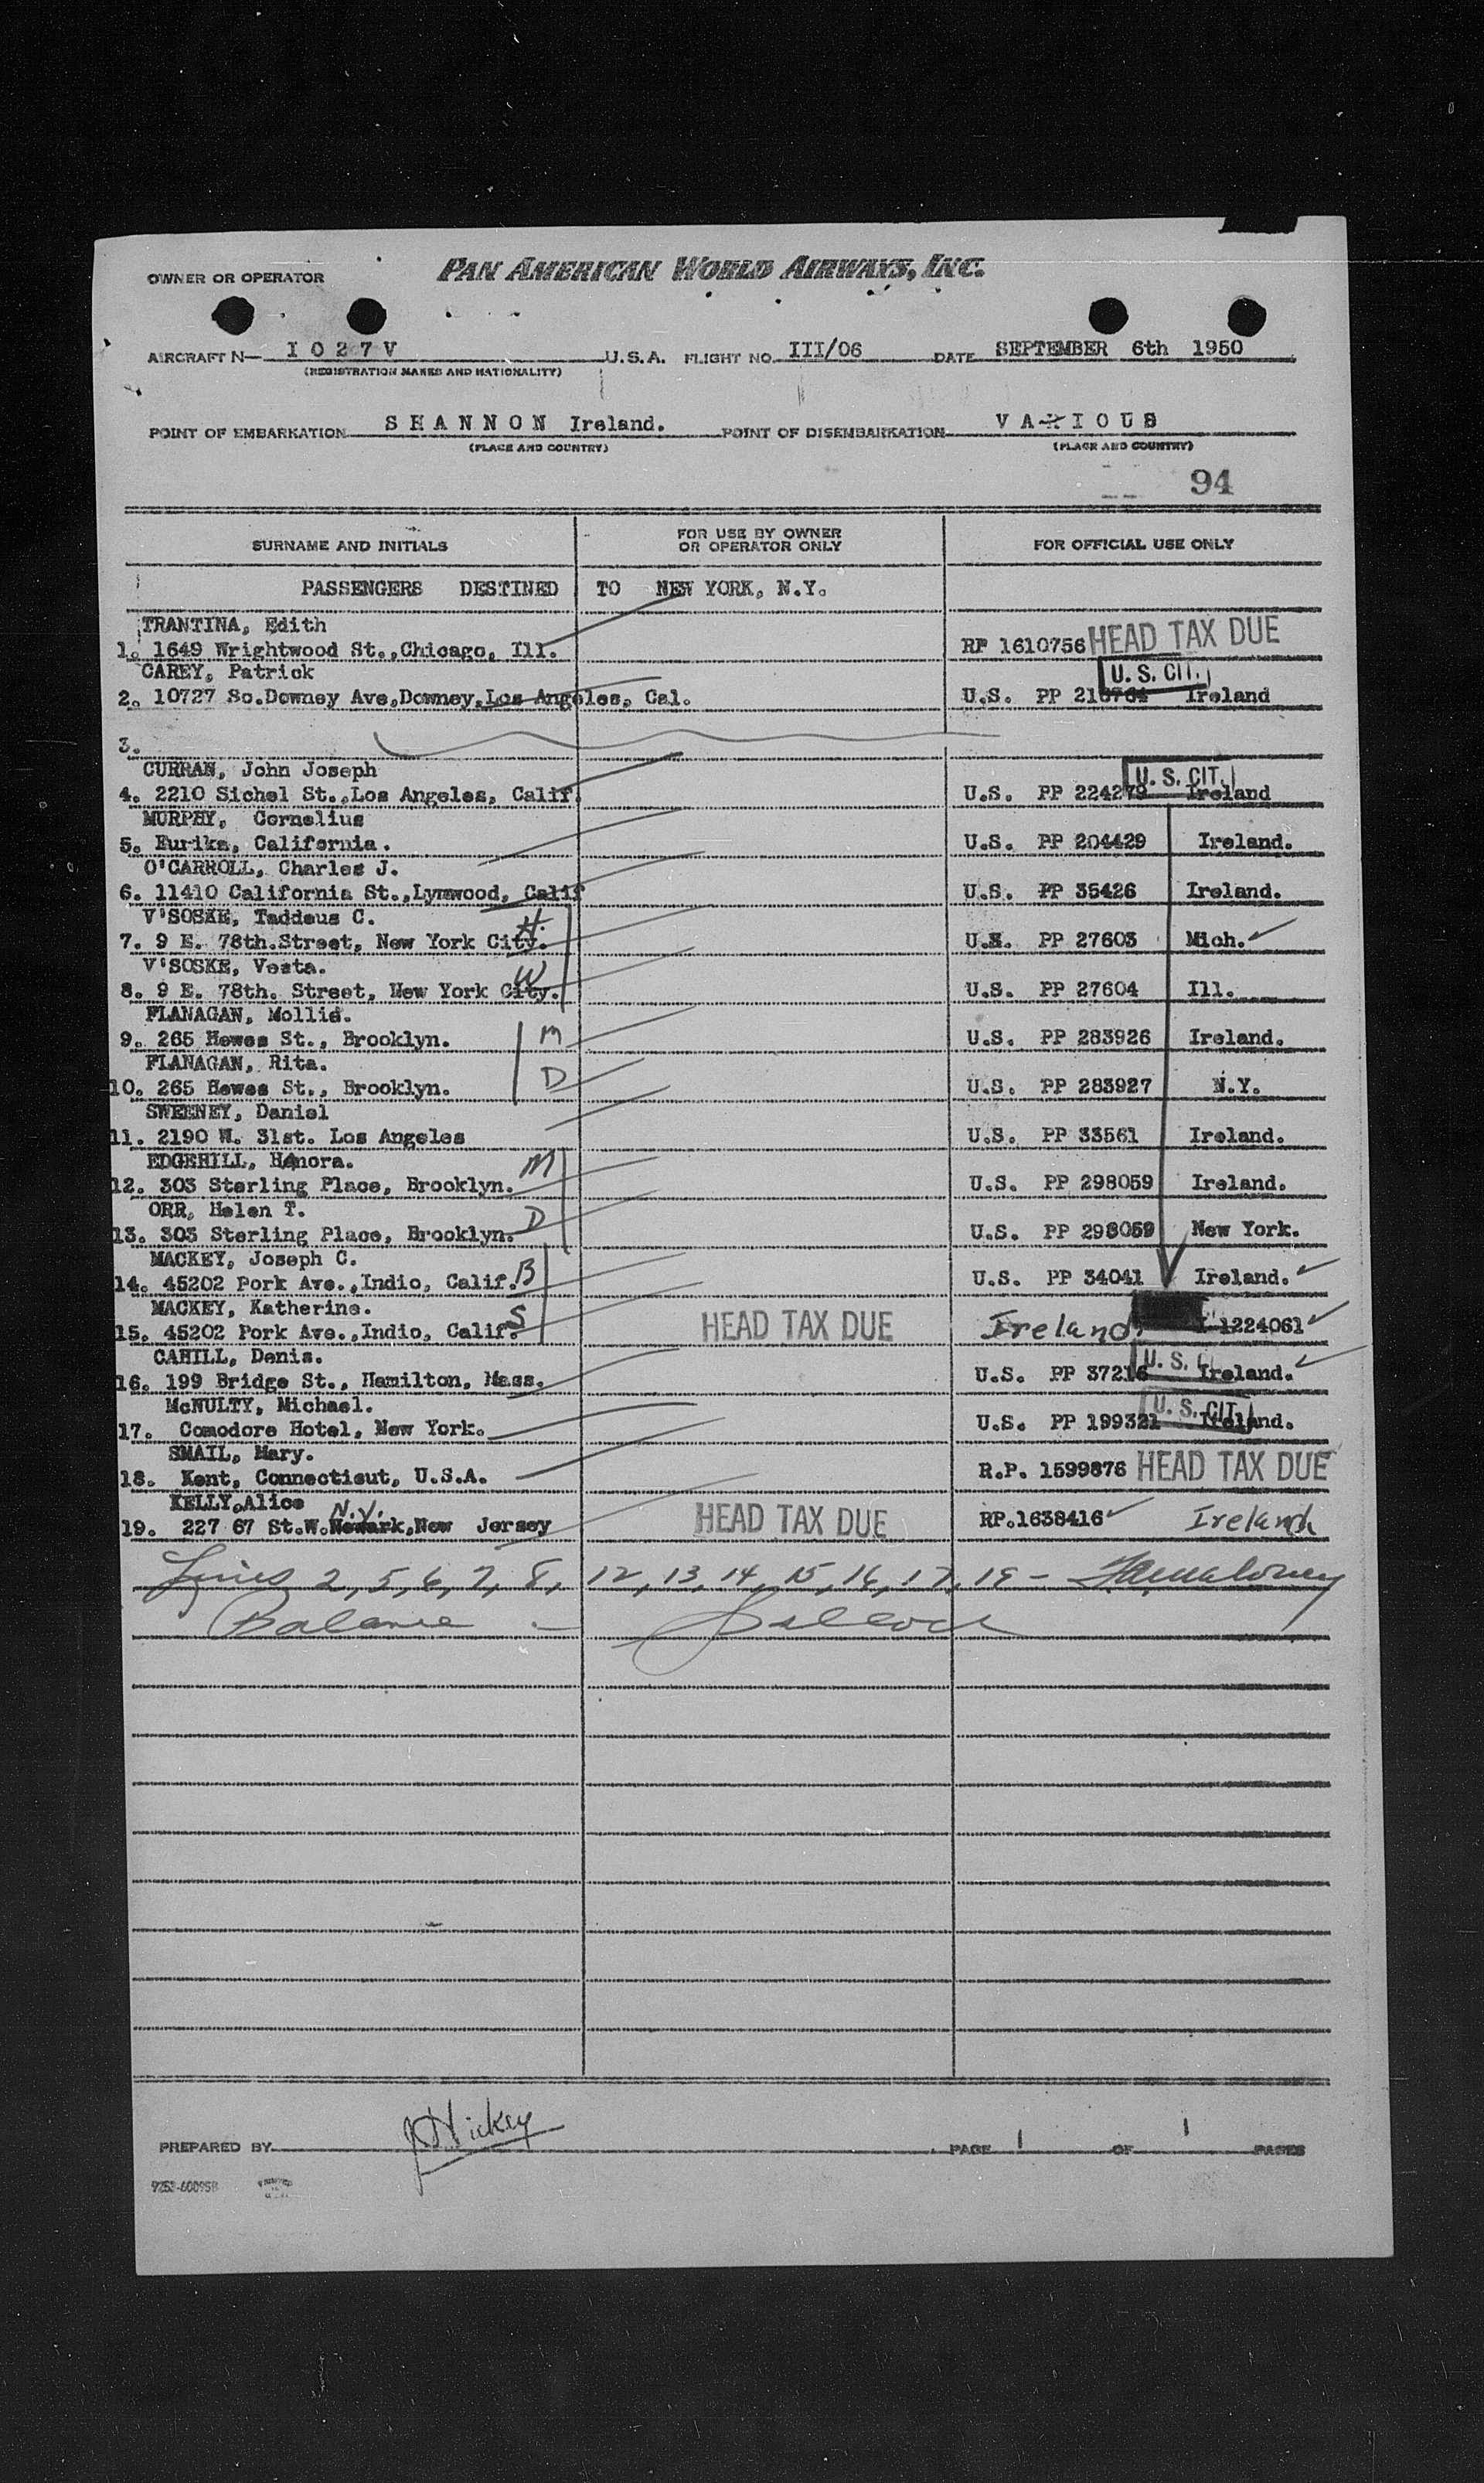 OWNER OR OPERATOR PAN AMERICAN WORLD AIRWAYS, INC.
AIRCRAFT N— 1 0 2 7 V U.S.A. FLIGHT NO. III/06 DATE SEPTEMBER 6th 1950
(REGISTRATION MARKS AND NATIONALITY)
POINT OF EMBARKATION S H A N N O N Ireland. POINT OF DISEMBARKATION V A R I O U S
(PLACE AND COUNTRY) (PLACE AND COUNTRY)
94
SURNAME AND INITIALS FOR USE BY OWNER OR OPERATOR ONLY FOR OFFICIAL USE ONLY
PASSENGERS DESTINED TO NEW YORK, N.Y.
TRANTINA, Edith
1. 1649 Wrightwood St.,Chicago, Ill. RP 1610756 HEAD TAX DUE
CAREY, Patrick U. S. CIT.
2. 10727 So.Downey Ave,Downey,Los Angeles, Cal. U.S. PP 210764 Ireland
3.
CURRAN, John Joseph U. S. CIT.
4. 2210 Sichel St.,Los Angeles, Calif. U.S. PP 224279 Ireland
MURPHY, Cornelius
5. Eurika, California. U.S. PP 204429 Ireland.
O'CARROLL, Charles J.
6. 11410 California St.,Lynwood, Calif U.S. PP 35426 Ireland.
V'SOSKE, Taddeus C. H.
7. 9 E. 78th.Street, New York City. U.S. PP 27603 Mich.
V'SOSKE, Vesta. W
8. 9 E. 78th. Street, New York City. U.S. PP 27604 Ill.
FLANAGAN, Mollie.
9. 265 Hewes St., Brooklyn. M U.S. PP 283926 Ireland.
FLANAGAN, Rita.
10. 265 Hewes St., Brooklyn. D U.S. PP 283927 N.Y.
SWEENEY, Daniel
11. 2190 W. 31st. Los Angeles U.S. PP 33561 Ireland.
EDGEHILL, Honora. M
12. 303 Sterling Place, Brooklyn. U.S. PP 298059 Ireland.
ORR, Helen T. D
13. 303 Sterling Place, Brooklyn. U.S. PP 298059 New York.
MACKEY, Joseph C.
14. 45202 Pork Ave.,Indio, Calif. B U.S. PP 34041 Ireland.
MACKEY, Katherine.
15. 45202 Pork Ave.,Indio, Calif. S HEAD TAX DUE Ireland I-1224061
CAHILL, Denis. U. S. C
16. 199 Bridge St., Hamilton, Mass. U.S. PP 37216 Ireland.
McNULTY, Michael. U. S. CIT.
17. Comodore Hotel, New York. U.S. PP 199321 Ireland.
SMAIL, Mary.
18. Kent, Connecticut, U.S.A. R.P. 1599876 HEAD TAX DUE
KELLY,Alice N.Y.
19. 227 67 St.W.Newark,New Jersey HEAD TAX DUE RP.1638416 Ireland
Lines 2, 5, 6, 7, 8, 12, 13, 14, 15, 16, 17, 19 -
Balance -
PREPARED BY Hickey PAGE 1 OF 1 PAGES